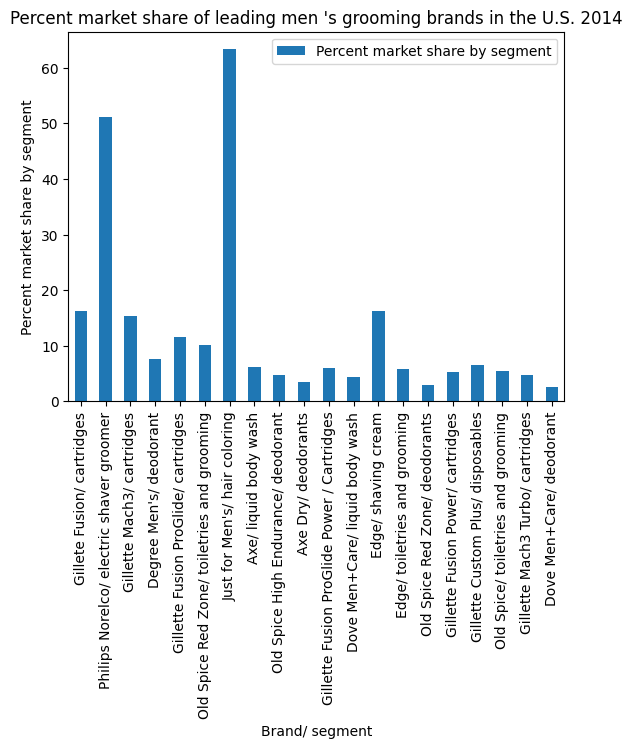 Percent market share of leading men 's grooming brands in the U.S. 2014
Percent market share by segment
Percent market share by segment
60
50
40
30
20
10
0
Gillete Fusion/ cartridges
Philips Norelco/ electric shaver groomer
Gillette Mach3/ cartridges
Degree Men's/ deodorant
Gillette Fusion ProGlide/ cartridges
Old Spice Red Zone/ toiletries and grooming
Just for Men's/ hair coloring
Axe/ liquid body wash
Old Spice High Endurance/ deodorant
Axe Dry/ deodorants
Gillette Fusion ProGlide Power / Cartridges
Dove Men+Care/ liquid body wash
Edge/ shaving cream
Edge/ toiletries and grooming
Old Spice Red Zone/ deodorants
Gillette Fusion Power/ cartridges
Gillette Custom Plus/ disposables
Old Spice/ toiletries and grooming
Gillette Mach3 Turbo/ cartridges
Dove Men+Care/ deodorant
Brand/ segment